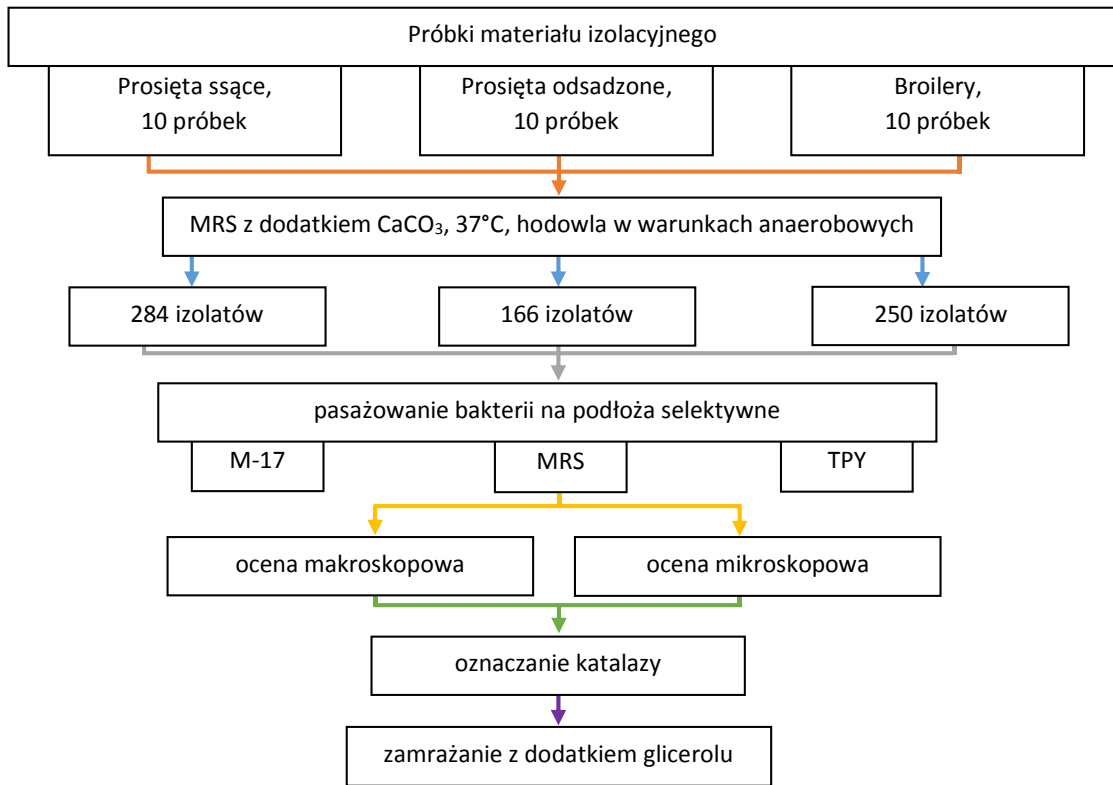 Próbki materiału izolacyjnego
Prosięta ssące,
10 próbek
Prosięta odsadzone,
10 próbek
Broilery,
10 próbek
MRS z dodatkiem CaCO₃, 37°C, hodowla w warunkach anaerobowych
284 izolatów
166 izolatów
250 izolatów
pasażowanie bakterii na podłoża selektywne
M-17
MRS
TPY
ocena makroskopowa
ocena mikroskopowa
oznaczanie katalazy
zamrażanie z dodatkiem glicerolu